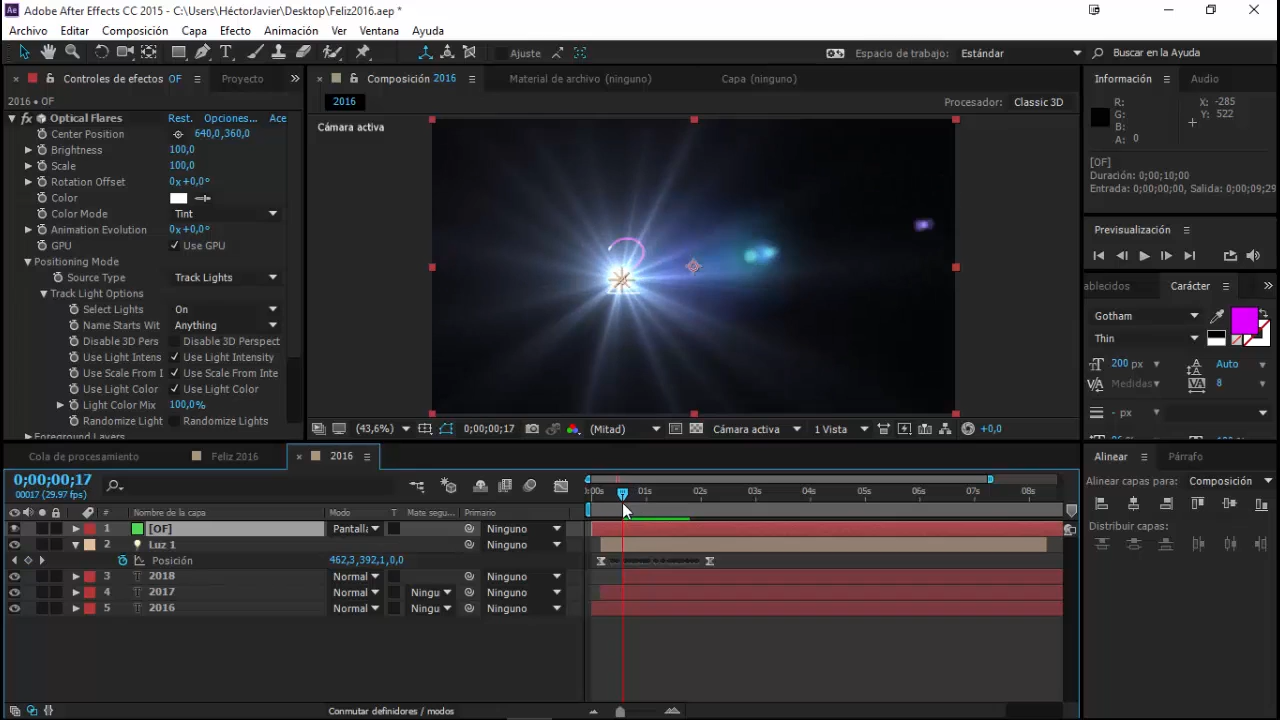 Adobe After Effects CC 2015 - C:\Users\HéctorJavier\Desktop\Feliz2016.aep *
Archivo Edición Composición Capa Efecto Animación Ver Ventana Ayuda
Ajuste Espacio de trabajo: Estándar Buscar en la Ayuda
Controles de efectos OF Proyecto Composición 2016 Material de archivo (ninguno) Capa (ninguno) Información Audio
2016 • OF 2016 Procesador: Classic 3D
R: X: -285
G: Y: 522
B:
A: 0
Optical Flares Rest. Opciones... Ace
Center Position 640,0,360,0
Brightness 100,0
Scale 100,0
Rotation Offset 0x+0,0°
Color
Color Mode Tint
Animation Evolution 0x+0,0°
GPU Use GPU
Positioning Mode
Source Type Track Lights
Track Light Options
Select Lights On
Name Starts Wit Anything
Disable 3D Pers Disable 3D Perspect
Use Light Intens Use Light Intensity
Use Scale From I Use Scale From Inte
Use Light Color Use Light Color
Light Color Mix 100,0%
Randomize Light Randomize Lights
Foreground Layers
Cámara activa
[OF]
Duración: 0;00;10;00
Entrada: 0;00;00;00, Salida: 0;00;09;29
Previsualización
ablecidos Carácter
Gotham
Thin
200 px Auto
Medidas 8
- px
(43,6%) 0;00;00;17 (Mitad) Cámara activa 1 Vista +0,0
Cola de procesamiento Feliz 2016 2016
0;00;00;17
00017 (29.97 fps)
:00s 01s 02s 03s 04s 05s 06s 07s 08s
# Nombre de la capa Modo T Mate segu... Primario
1 [OF] Pantall Ninguno
2 Luz 1 Ninguno
Posición 462,3,392,1,0,0
3 2018 Normal Ninguno
4 2017 Normal Ningu Ninguno
5 2016 Normal Ningu Ninguno
Conmutar definidores / modos
Alinear Párrafo
Alinear capas para: Composición
Distribuir capas: